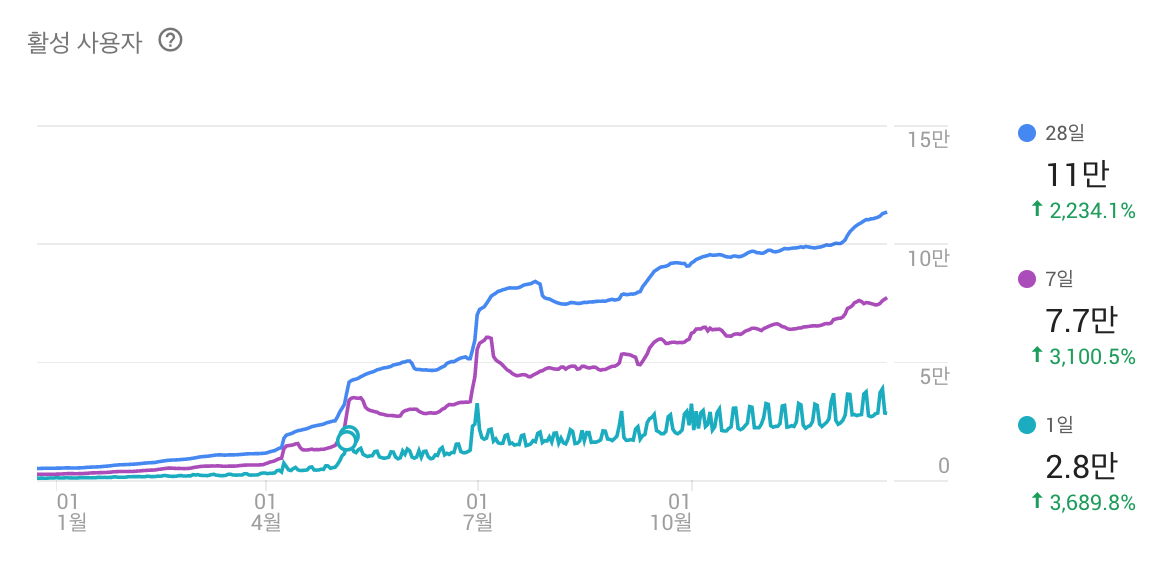 활성 사용자
15만
10만
5만
0
01
1월
01
4월
01
7월
01
10월
28일
11만
2,234.1%
7일
7.7만
3,100.5%
1일
2.8만
3,689.8%